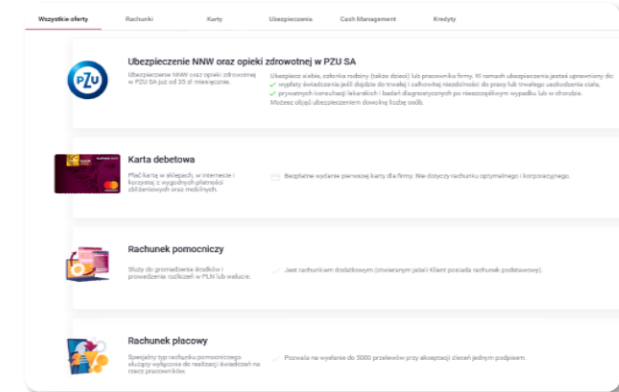 Wszystkie oferty Rachunki Karty Ubezpieczenia Cash Management Kredyty
PZU
Ubezpieczenie NNW oraz opieki zdrowotnej w PZU SA
Ubezpieczenie NNW oraz opieki zdrowotnej
w PZU SA już od 35 zł miesięcznie.
Ubezpiecz siebie, członka rodziny (także dzieci) lub pracownika firmy. W ramach ubezpieczenia jesteś uprawniony do:
wypłaty świadczenia jeśli dojdzie do trwałej i całkowitej niezdolności do pracy lub trwałego uszkodzenia ciała,
prywatnych konsultacji lekarskich i badań diagnostycznych po nieszczęśliwym wypadku lub w chorobie.
Możesz objąć ubezpieczeniem dowolną liczbę osób.
Karta debetowa
Płać kartą w sklepach, w internecie i
korzystaj z wygodnych płatności
zbliżeniowych oraz mobilnych.
Bezpłatne wydanie pierwszej karty dla firmy. Nie dotyczy rachunku optymalnego i korporacyjnego.
Rachunek pomocniczy
Służy do gromadzenia środków i
prowadzenia rozliczeń w PLN lub walucie.
Jest rachunkiem dodatkowym (otwieranym jeżeli Klient posiada rachunek podstawowy).
Rachunek płacowy
Specjalny typ rachunku pomocniczego
służący wyłącznie do realizacji świadczeń na
rzecz pracowników.
Pozwala na wysłanie do 5000 przelewów przy akceptacji zleceń jednym podpisem.